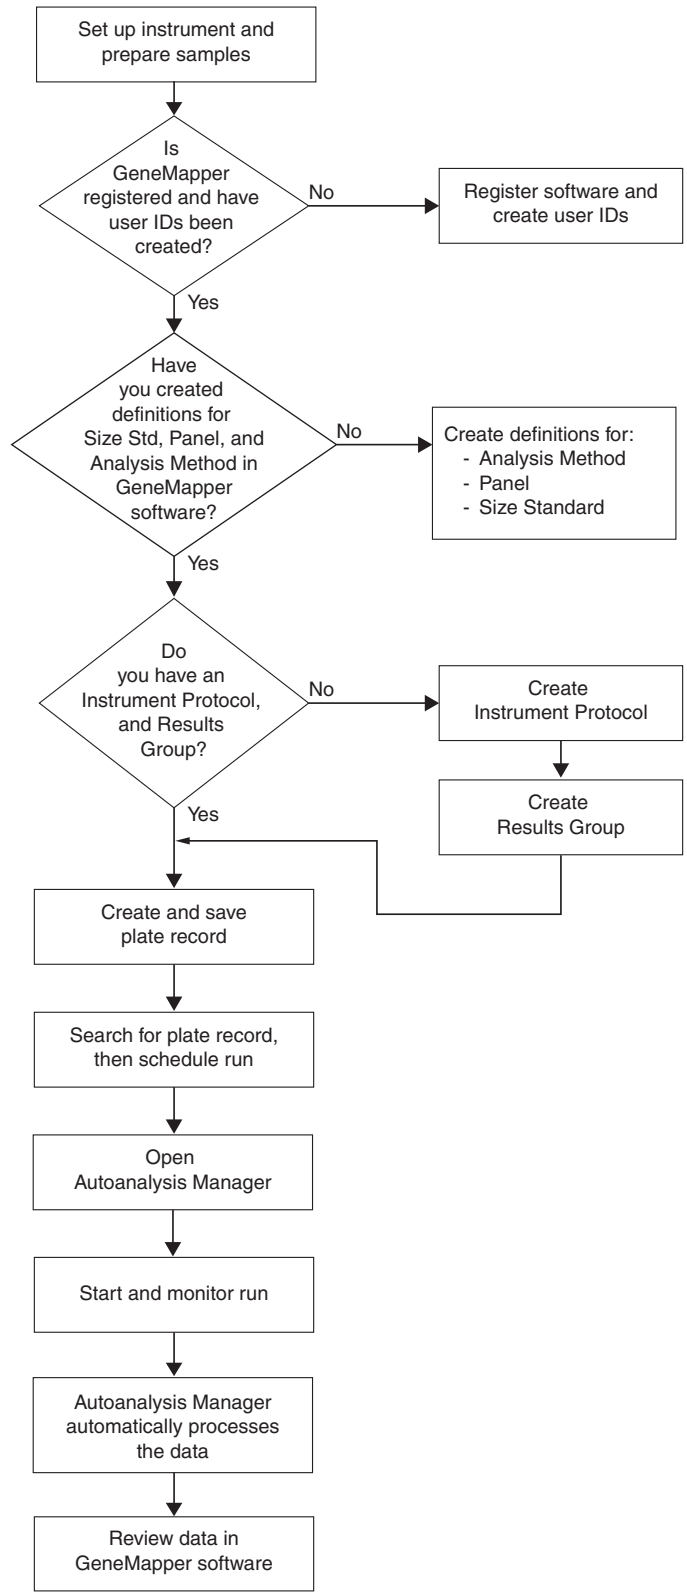 Set up instrument and
prepare samples
Is
GeneMapper
registered and have
user IDs been
created?
No
Register software and
create user IDs
Yes
Have
you created
definitions for
Size Std, Panel, and
Analysis Method in
GeneMapper
software?
No
Create definitions for:
- Analysis Method
- Panel
- Size Standard
Yes
Do
you have an
Instrument Protocol,
and Results
Group?
No
Create
Instrument Protocol
Create
Results Group
Yes
Create and save
plate record
Search for plate record,
then schedule run
Open
Autoanalysis Manager
Start and monitor run
Autoanalysis Manager
automatically processes
the data
Review data in
GeneMapper software